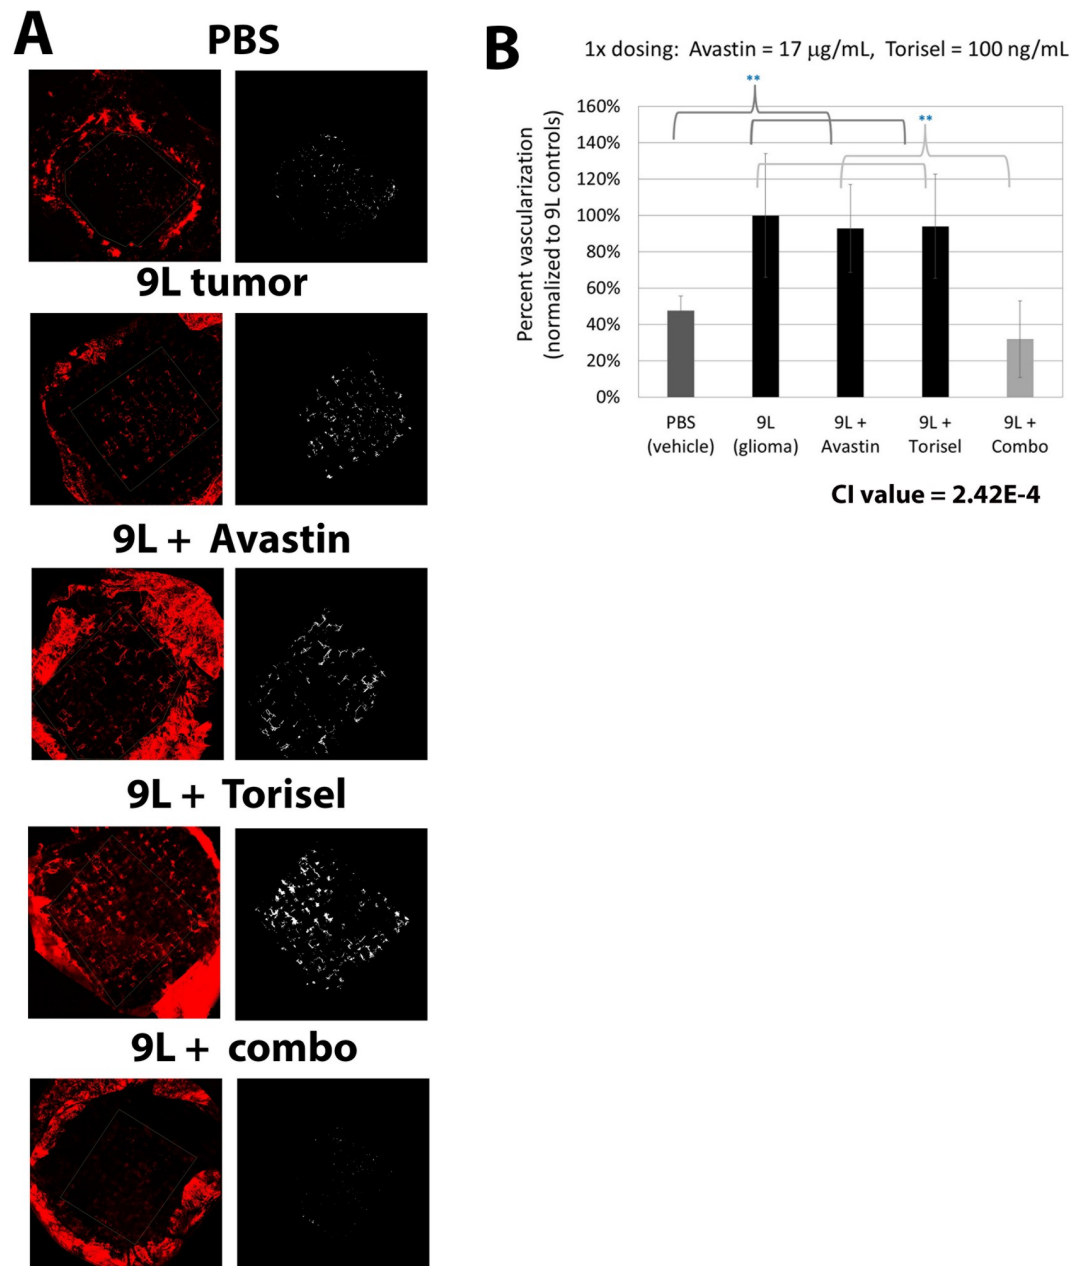 A
PBS
9L tumor
9L + Avastin
9L + Torisel
9L + combo
B
1x dosing: Avastin = 17 µg/mL, Torisel = 100 ng/mL
Percent vascularization
(normalized to 9L controls)
160%
140%
120%
100%
80%
60%
40%
20%
0%
**
**
PBS
(vehicle)
9L
(glioma)
9L +
Avastin
9L +
Torisel
9L +
Combo
CI value = 2.42E-4